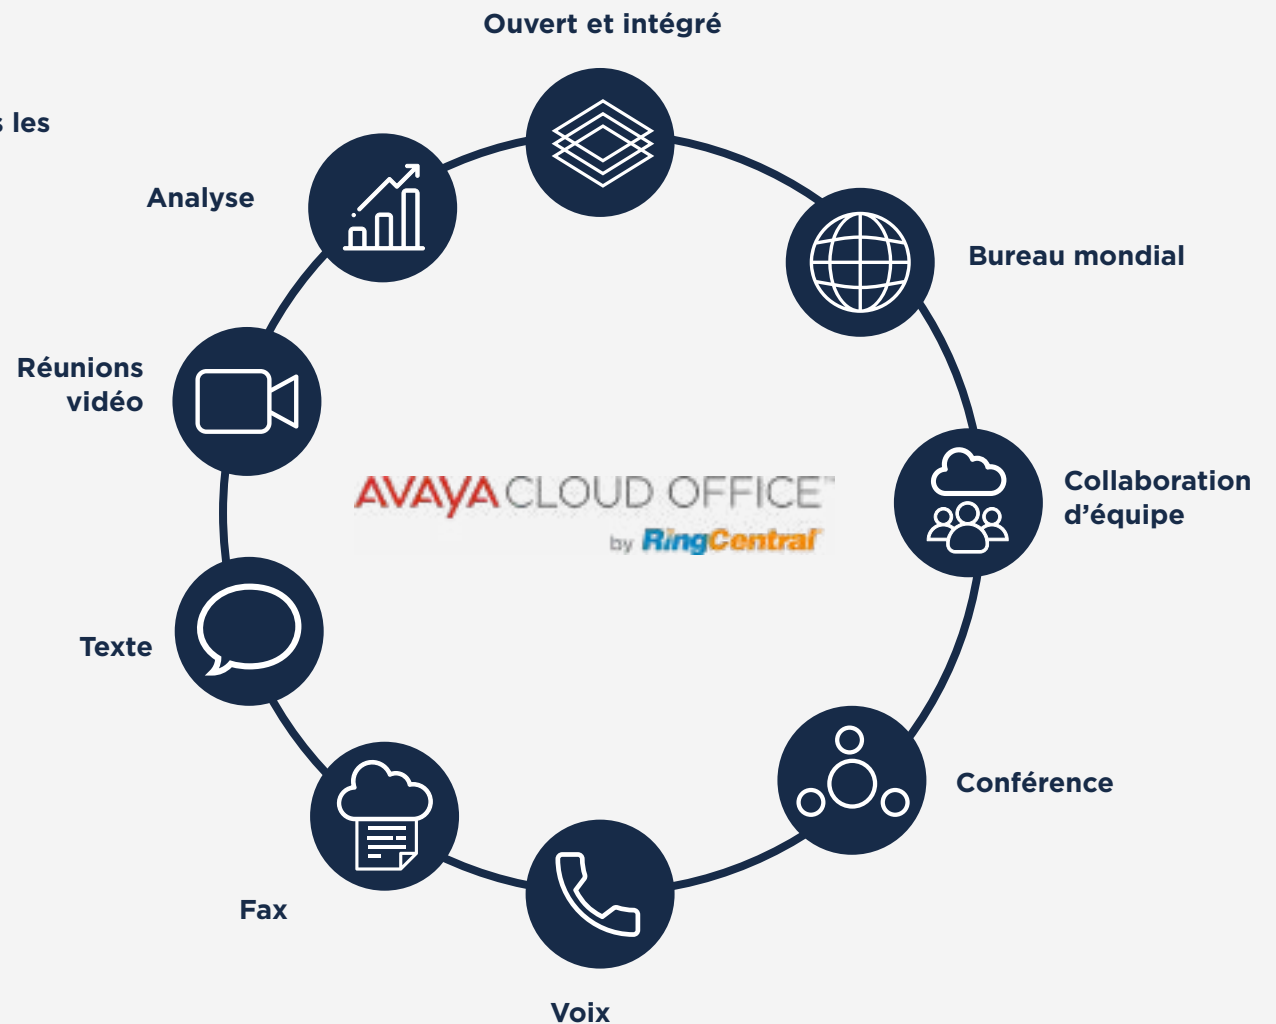 Ouvert et intégré
s les
Analyse
Bureau mondial
Réunions
vidéo
Collaboration
d’équipe
AVAYA CLOUD OFFICE™
by RingCentral®
Texte
Conférence
Fax
Voix